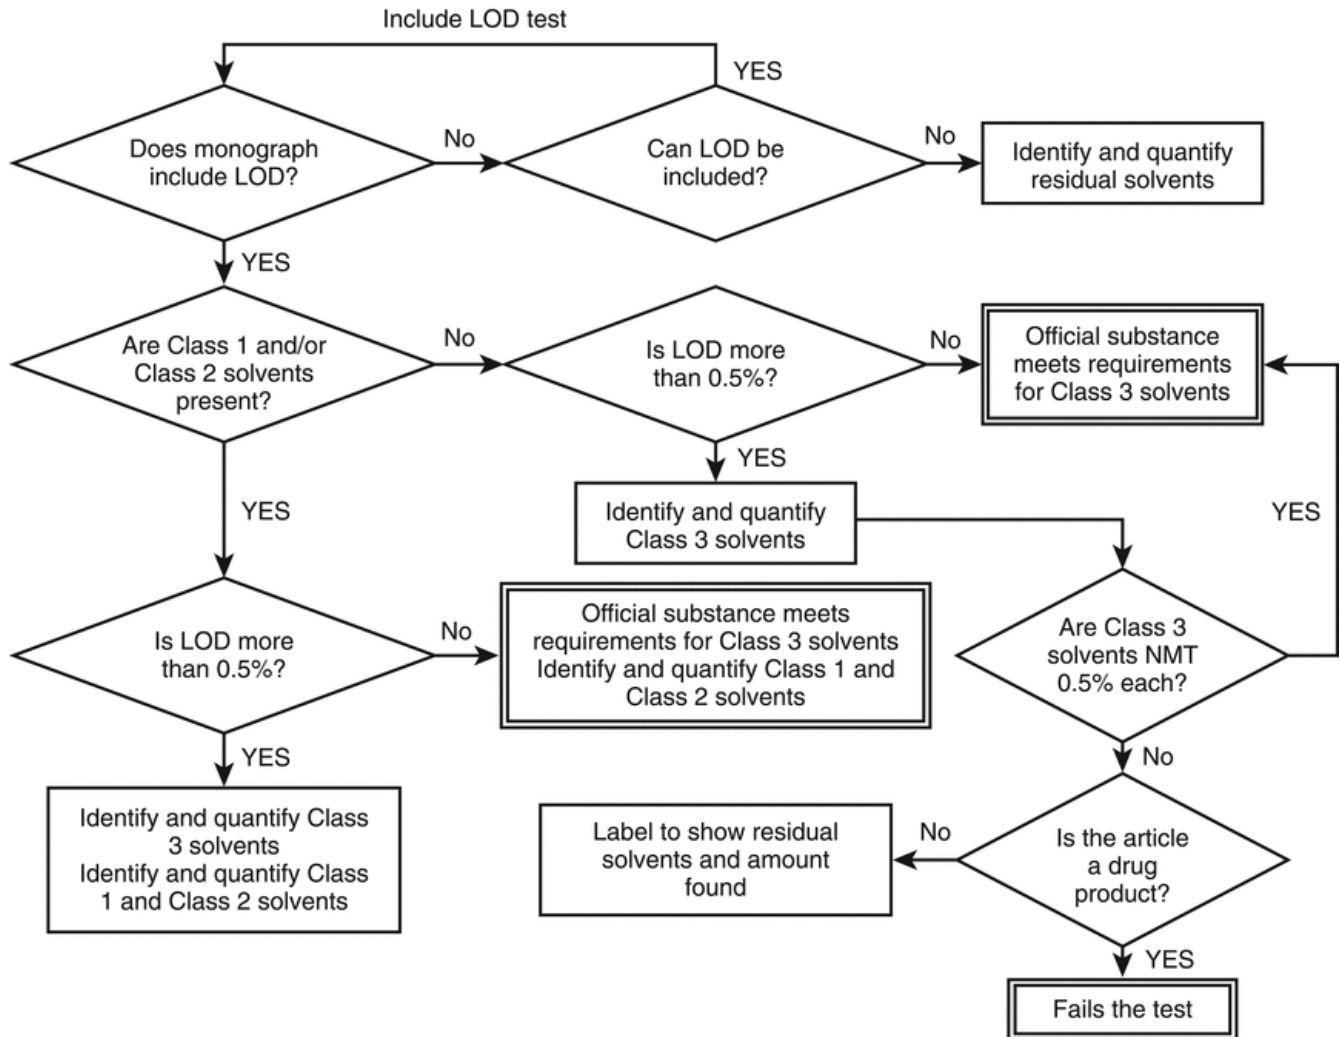 Include LOD test
YES
Does monograph
include LOD?
No
Can LOD be
included?
No
Identify and quantify
residual solvents
YES
Are Class 1 and/or
Class 2 solvents
present?
No
Is LOD more
than 0.5%?
No
Official substance
meets requirements
for Class 3 solvents
YES
YES
Identify and quantify
Class 3 solvents
YES
Is LOD more
than 0.5%?
No
Official substance meets
requirements for Class 3 solvents
Identify and quantify Class 1 and
Class 2 solvents
Are Class 3
solvents NMT
0.5% each?
YES
No
Identify and quantify Class
3 solvents
Identify and quantify Class
1 and Class 2 solvents
Label to show residual
solvents and amount
found
No
Is the article
a drug
product?
YES
Fails the test